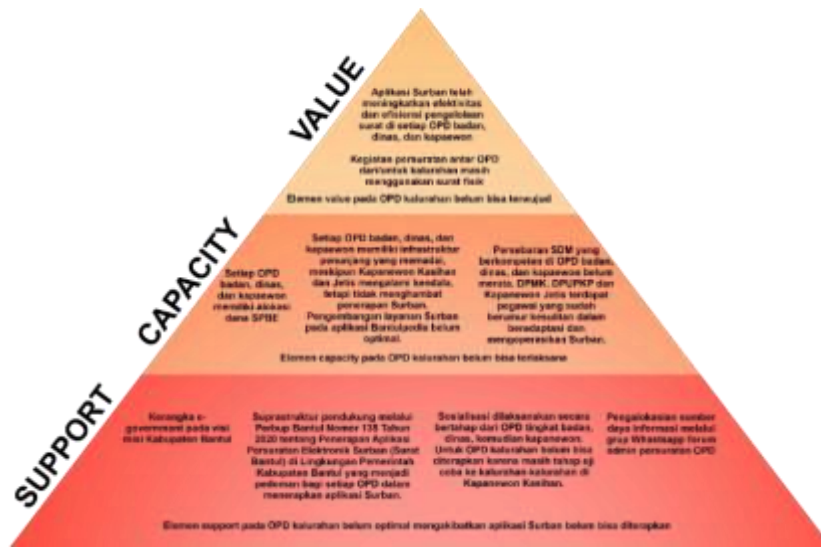 VALUE
Aplikasi Surban telah
meningkatkan efektivitas
dan efisiensi pengelolaan
surat di setiap OPD badan,
dinas, dan kapaewon
Kegiatan persuratan antar OPD
dari/untuk kalurahan masih
menggunakan surat fisik
Elemen value pada OPD kalurahan belum bisa terwujud
CAPACITY
Setiap OPD
badan, dinas,
dan kapaewon
memiliki alokasi
dana SPBE
Setiap OPD badan, dinas, dan
kapaewon memiliki infrastruktur
penunjang yang memadai,
meskipun Kapanewon Kasihan
dan Jetis mengalami kendala,
tetapi tidak menghambat
penerapan Surban.
Pengembangan layanan Surban
pada aplikasi Bantulpedia belum
optimal.
Persebaran SDM yang
berkompeten di OPD badan,
dinas, dan kapaewon belum
merata. DPMK, DPUPKP dan
Kapanewon Jetis terdapat
pegawai yang sudah
berumur kesulitan dalam
beradaptasi dan
mengoperasikan Surban.
Elemen capacity pada OPD kalurahan belum bisa terlaksana
SUPPORT
Kerangka e-
government pada visi
misi Kabupaten Bantul
Suprastruktur pendukung melalui
Perbup Bantul Nomor 138 Tahun
2020 tentang Penerapan Aplikasi
Persuratan Elektronik Surban (Surat
Bantul) di Lingkungan Pemerintah
Kabupaten Bantul yang menjadi
pedoman bagi setiap OPD dalam
menerapkan aplikasi Surban.
Sosialisasi dilaksanakan secara
bertahap dari OPD tingkat badan,
dinas, kemudian kapanewon.
Untuk OPD kalurahan belum bisa
diterapkan karena masih tahap uji
coba ke kalurahan-kalurahan di
Kapanewon Kasihan.
Pengalokasian sumber
daya informasi melalui
grup Whastsapp forum
admin persuratan OPD
Elemen support pada OPD kalurahan belum optimal mengakibatkan aplikasi Surban belum bisa diterapkan